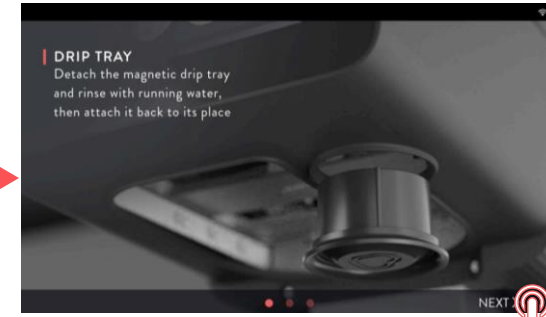 DRIP TRAY
Detach the magnetic drip tray
and rinse with running water,
then attach it back to its place
NEXT